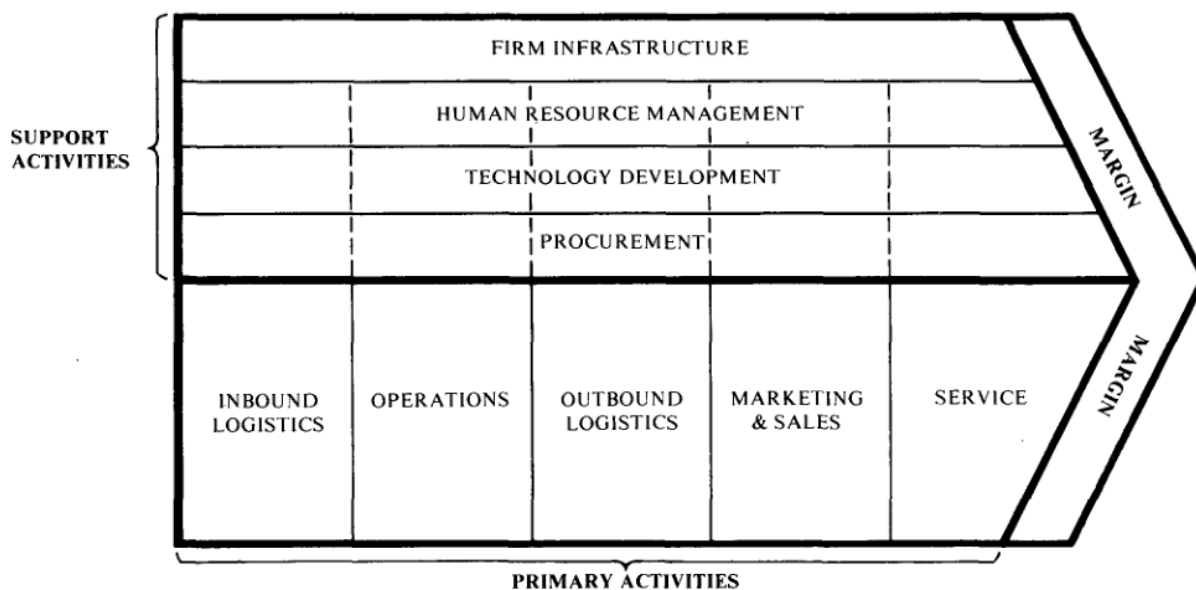 FIRM INFRASTRUCTURE
HUMAN RESOURCE MANAGEMENT
SUPPORT
ACTIVITIES
TECHNOLOGY DEVELOPMENT
PROCUREMENT
MARGIN
MARGIN
INBOUND
LOGISTICS
OPERATIONS
OUTBOUND
LOGISTICS
MARKETING
& SALES
SERVICE
PRIMARY ACTIVITIES